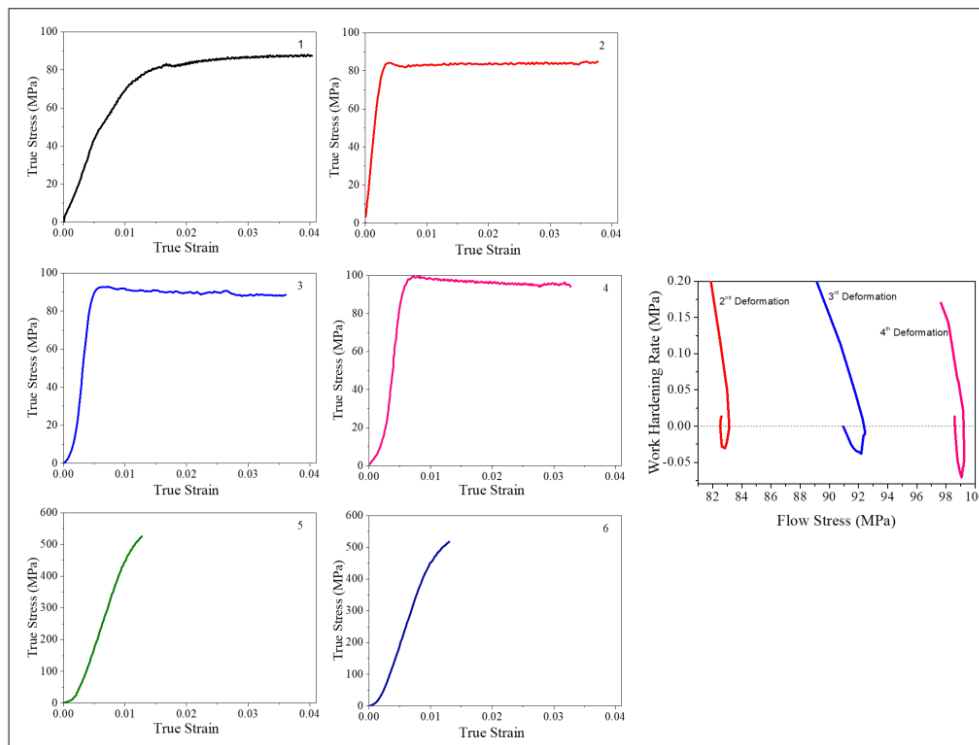 1
True Stress (MPa)
100
80
60
40
20
0
0.00 0.01 0.02 0.03 0.04
True Strain
2
True Stress (MPa)
100
80
60
40
20
0
0.00 0.01 0.02 0.03 0.04
True Strain
3
True Stress (MPa)
100
80
60
40
20
0
0.00 0.01 0.02 0.03 0.04
True Strain
4
True Stress (MPa)
100
80
60
40
20
0
0.00 0.01 0.02 0.03 0.04
True Strain
2nd Deformation
3rd Deformation
4th Deformation
Work Hardening Rate (MPa)
0.20
0.15
0.10
0.05
0.00
-0.05
82 84 90 92 94 96 98 10
Flow Stress (MPa)
5
True Stress (MPa)
600
500
400
300
200
100
0
0.00 0.01 0.02 0.03 0.04
True Strain
6
True Stress (MPa)
600
500
400
300
200
100
0
0.00 0.01 0.02 0.03 0.04
True Strain